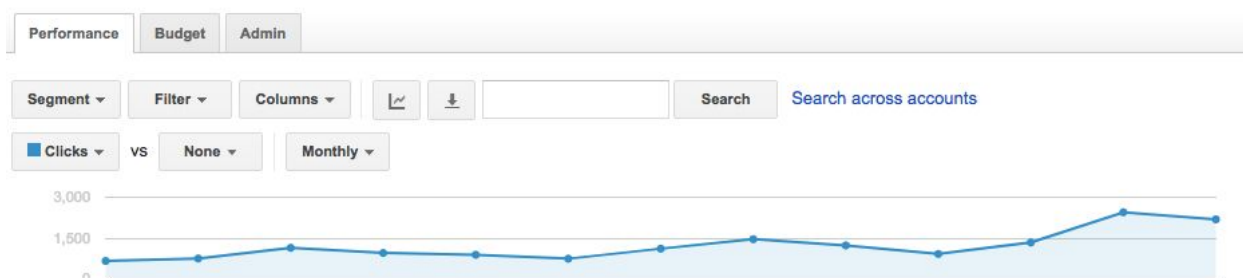 Performance Budget Admin
Segment Filter Columns Search Search across accounts
Clicks VS None Monthly
3,000
1,500
0